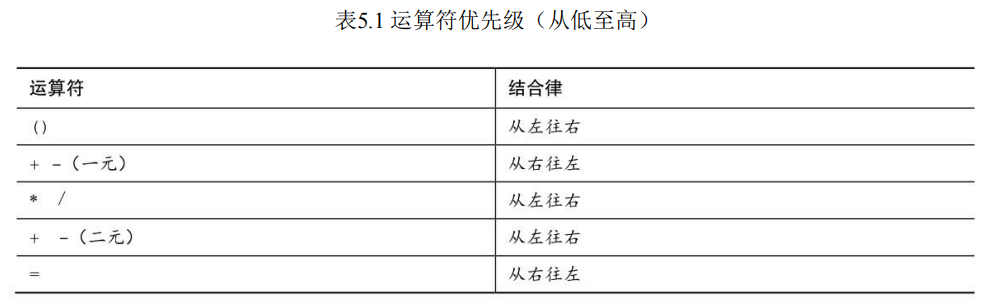 表5.1 运算符优先级（从低至高）
运算符 结合律
() 从左往右
+ -（一元） 从右往左
* / 从左往右
+ -（二元） 从左往右
= 从右往左